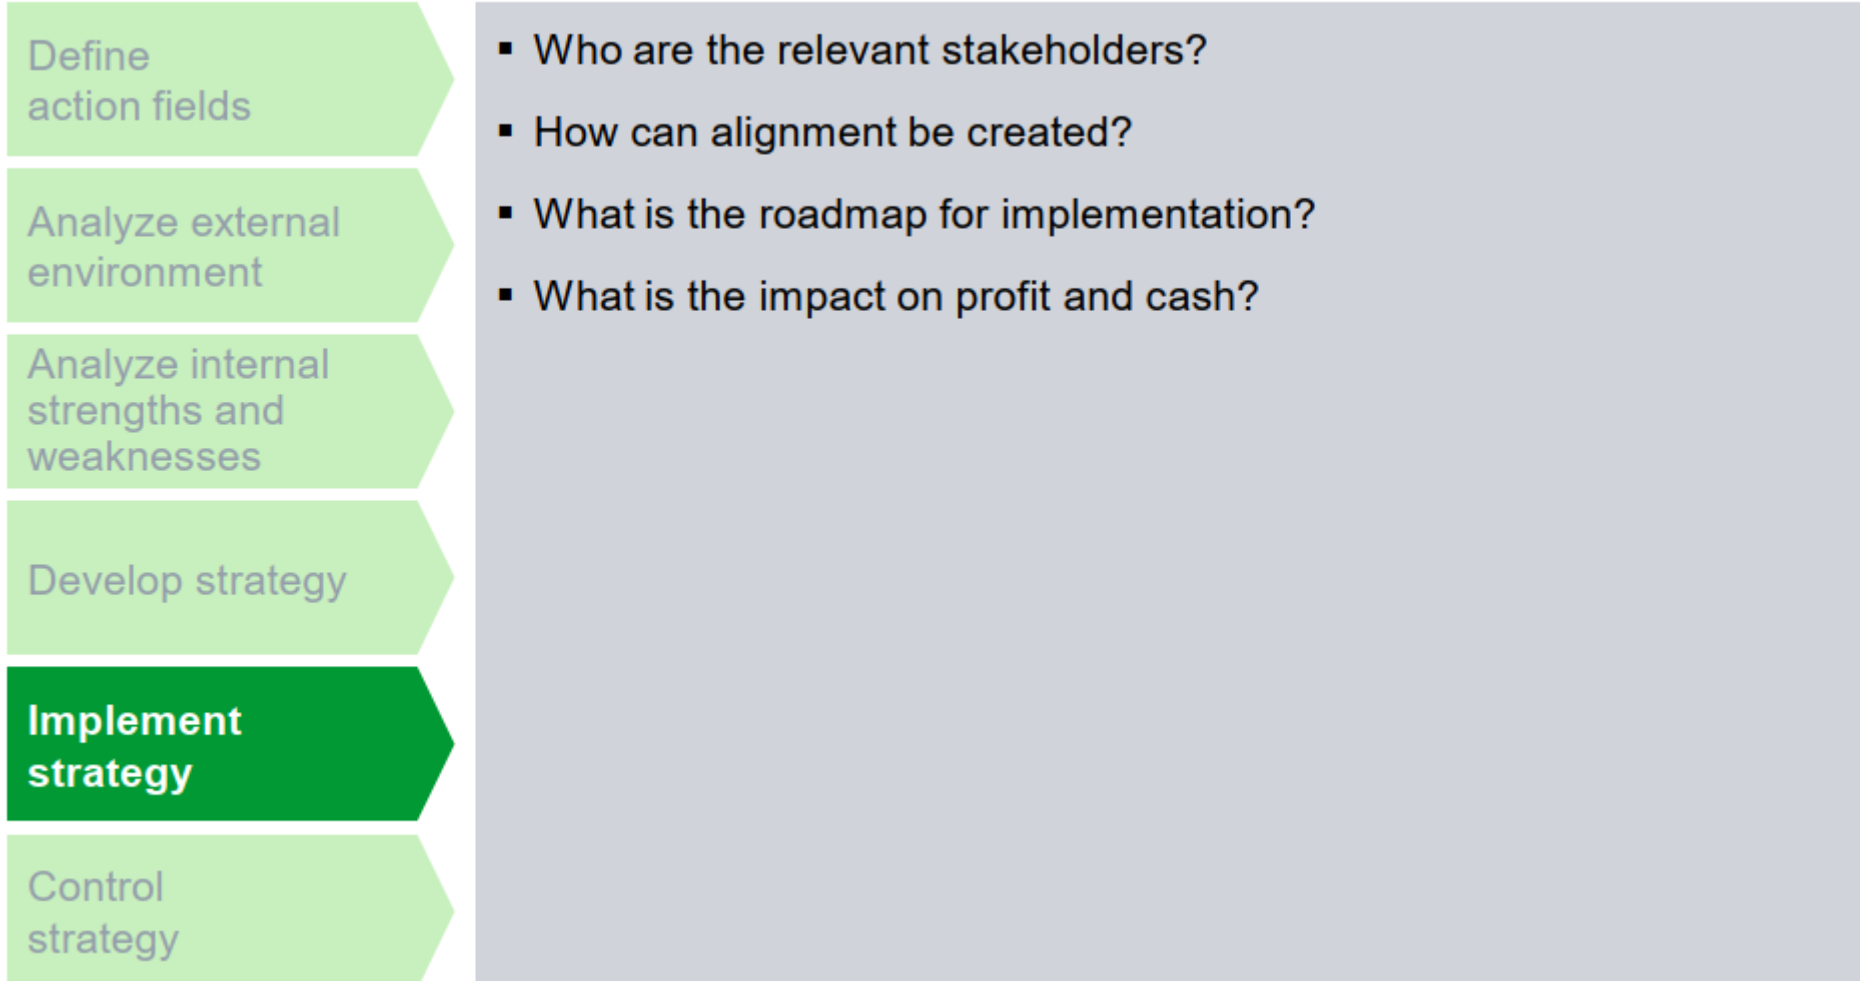 Define
action fields
Analyze external
environment
Analyze internal
strengths and
weaknesses
Develop strategy
Implement
strategy
Control
strategy
▪ Who are the relevant stakeholders?
▪ How can alignment be created?
▪ What is the roadmap for implementation?
▪ What is the impact on profit and cash?